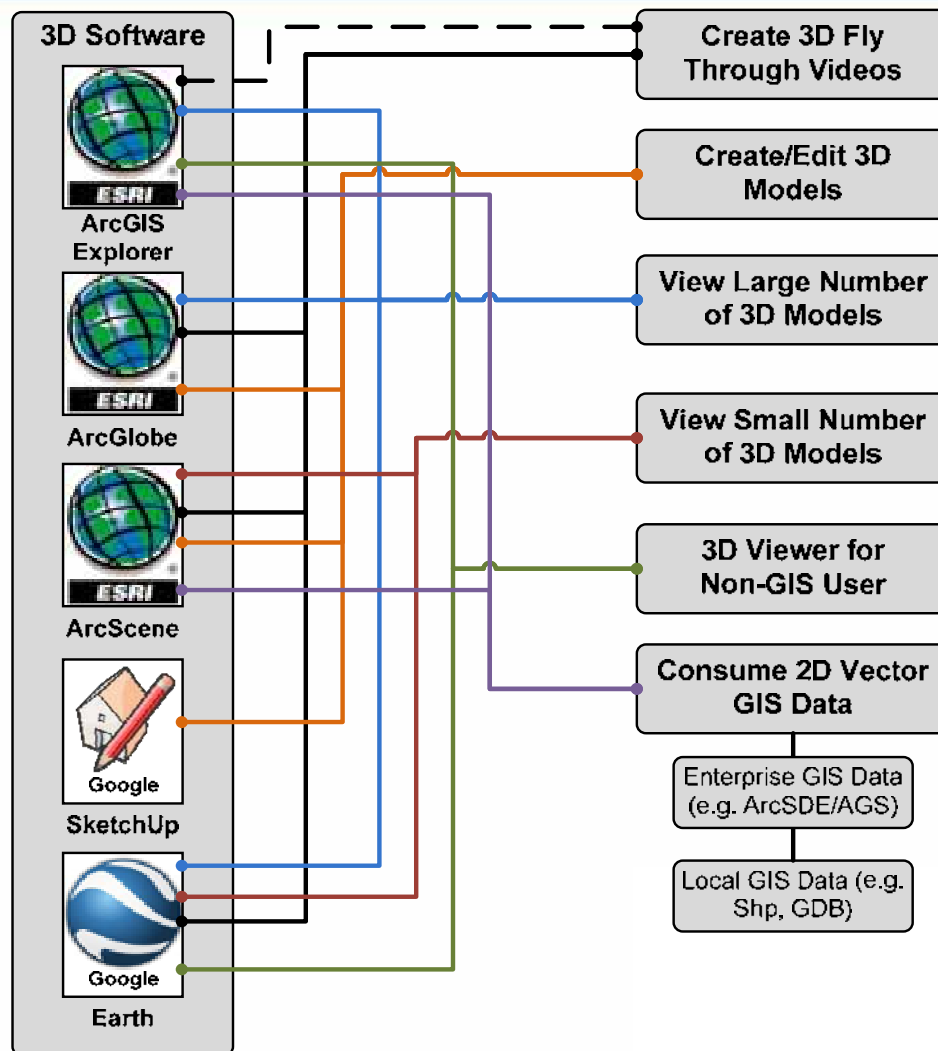 3D Software
ESRI
ArcGIS
Explorer
ESRI
ArcGlobe
ESRI
ArcScene
Google
SketchUp
Google
Earth
Create 3D Fly
Through Videos
Create/Edit 3D
Models
View Large Number
of 3D Models
View Small Number
of 3D Models
3D Viewer for
Non-GIS User
Consume 2D Vector
GIS Data
Enterprise GIS Data
(e.g. ArcSDE/AGS)
Local GIS Data (e.g.
Shp, GDB)